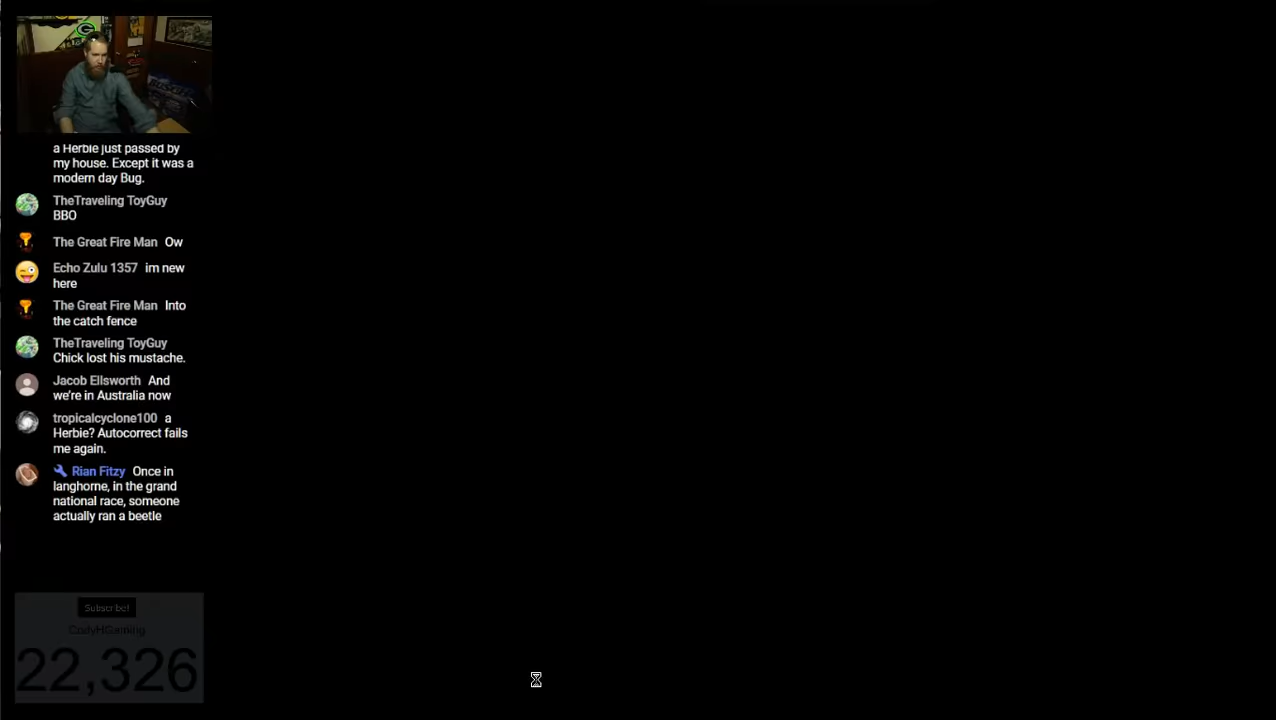 a Herbie just passed by
my house. Except it was a
modern day Bug.
TheTraveling ToyGuy
BBO
The Great Fire Man Ow
Echo Zulu 1357 im new
here
The Great Fire Man Into
the catch fence
TheTraveling ToyGuy
Chick lost his mustache.
Jacob Ellsworth And
we're in Australia now
tropicalcyclone100 a
Herbie? Autocorrect fails
me again.
Rian Fitzy Once in
langhorne, in the grand
national race, someone
actually ran a beetle
Subscribe!
CodyHGaming
22,326